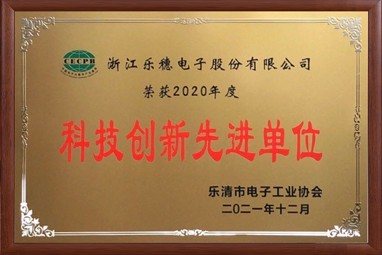 CECPR
浙江乐穗电子股份有限公司
荣获2020年度
科技创新先进单位
乐清市电子工业协会
二〇二一年十二月